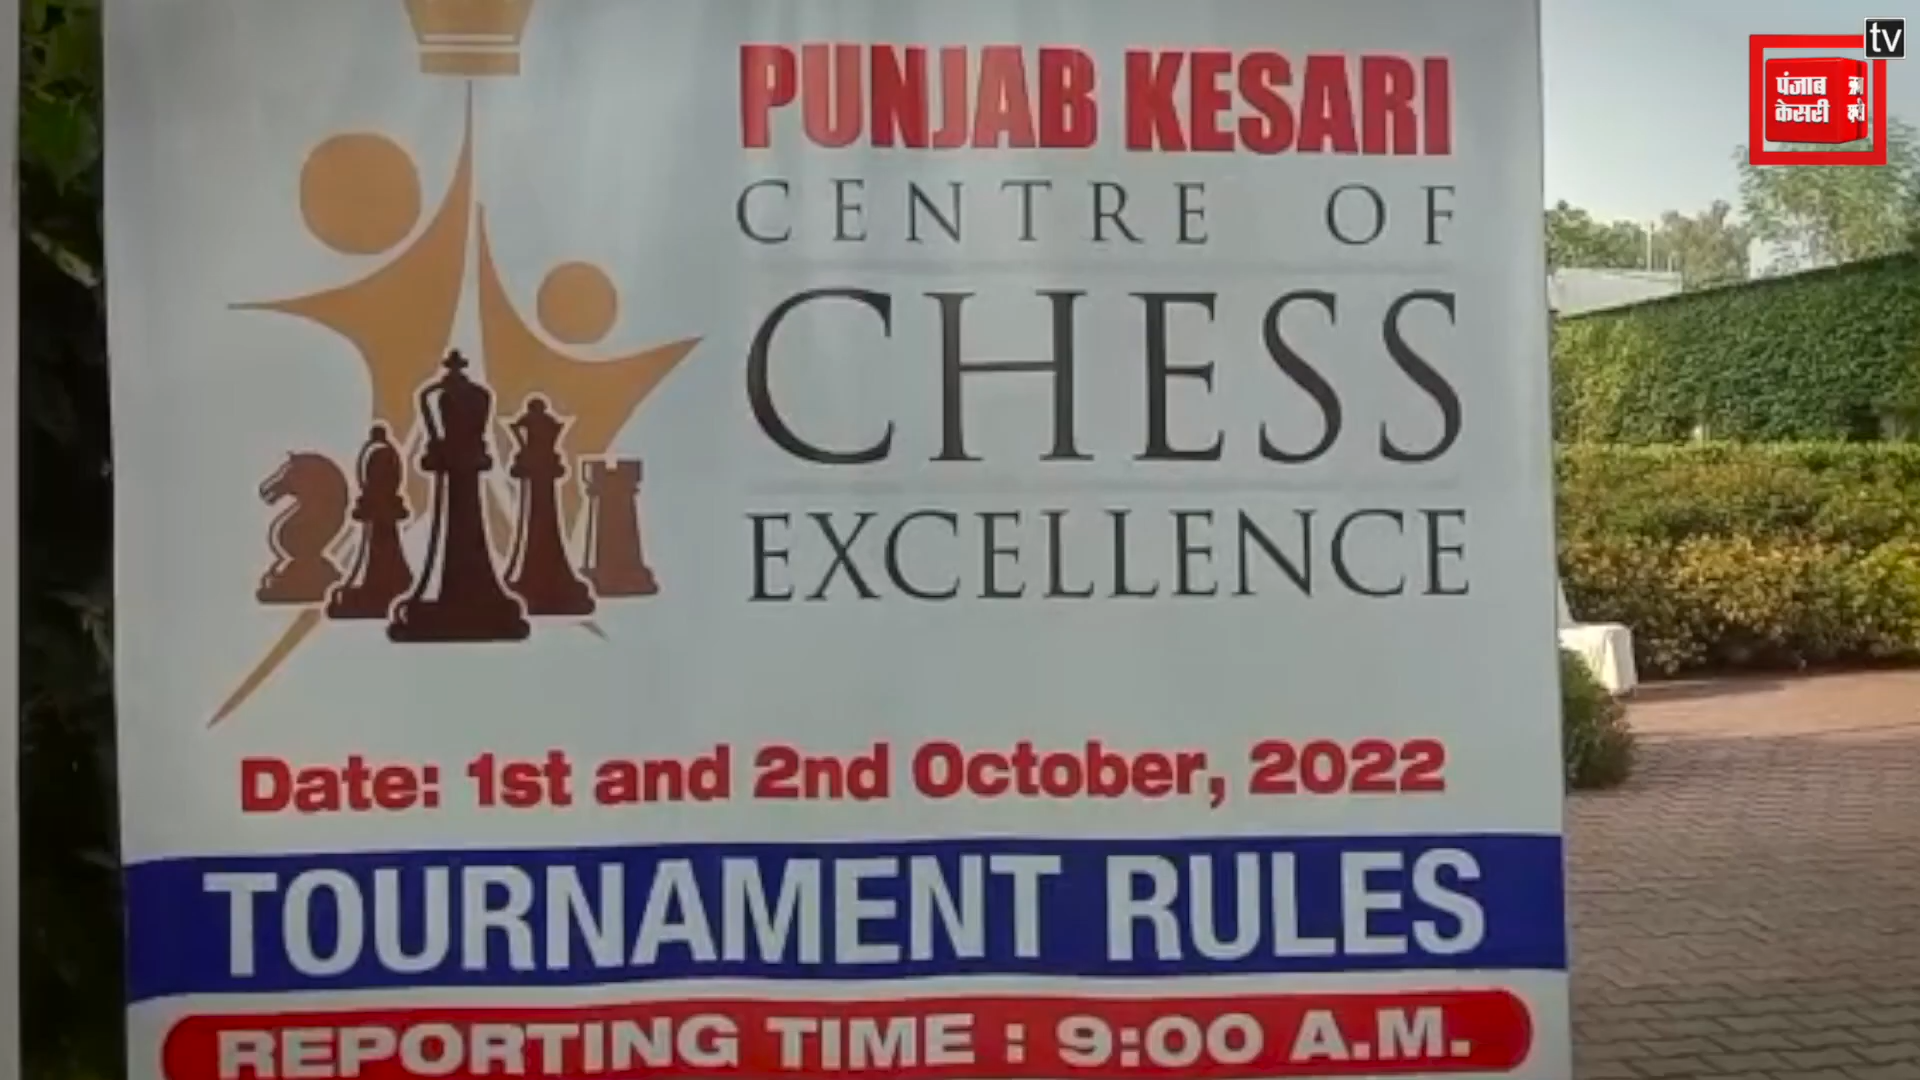 PUNJAB KESARI
CENTRE OF
CHESS
EXCELLENCE
Date: 1st and 2nd October, 2022
TOURNAMENT RULES
REPORTING TIME : 9:00 A.M.
tv
पंजाब
केसरी